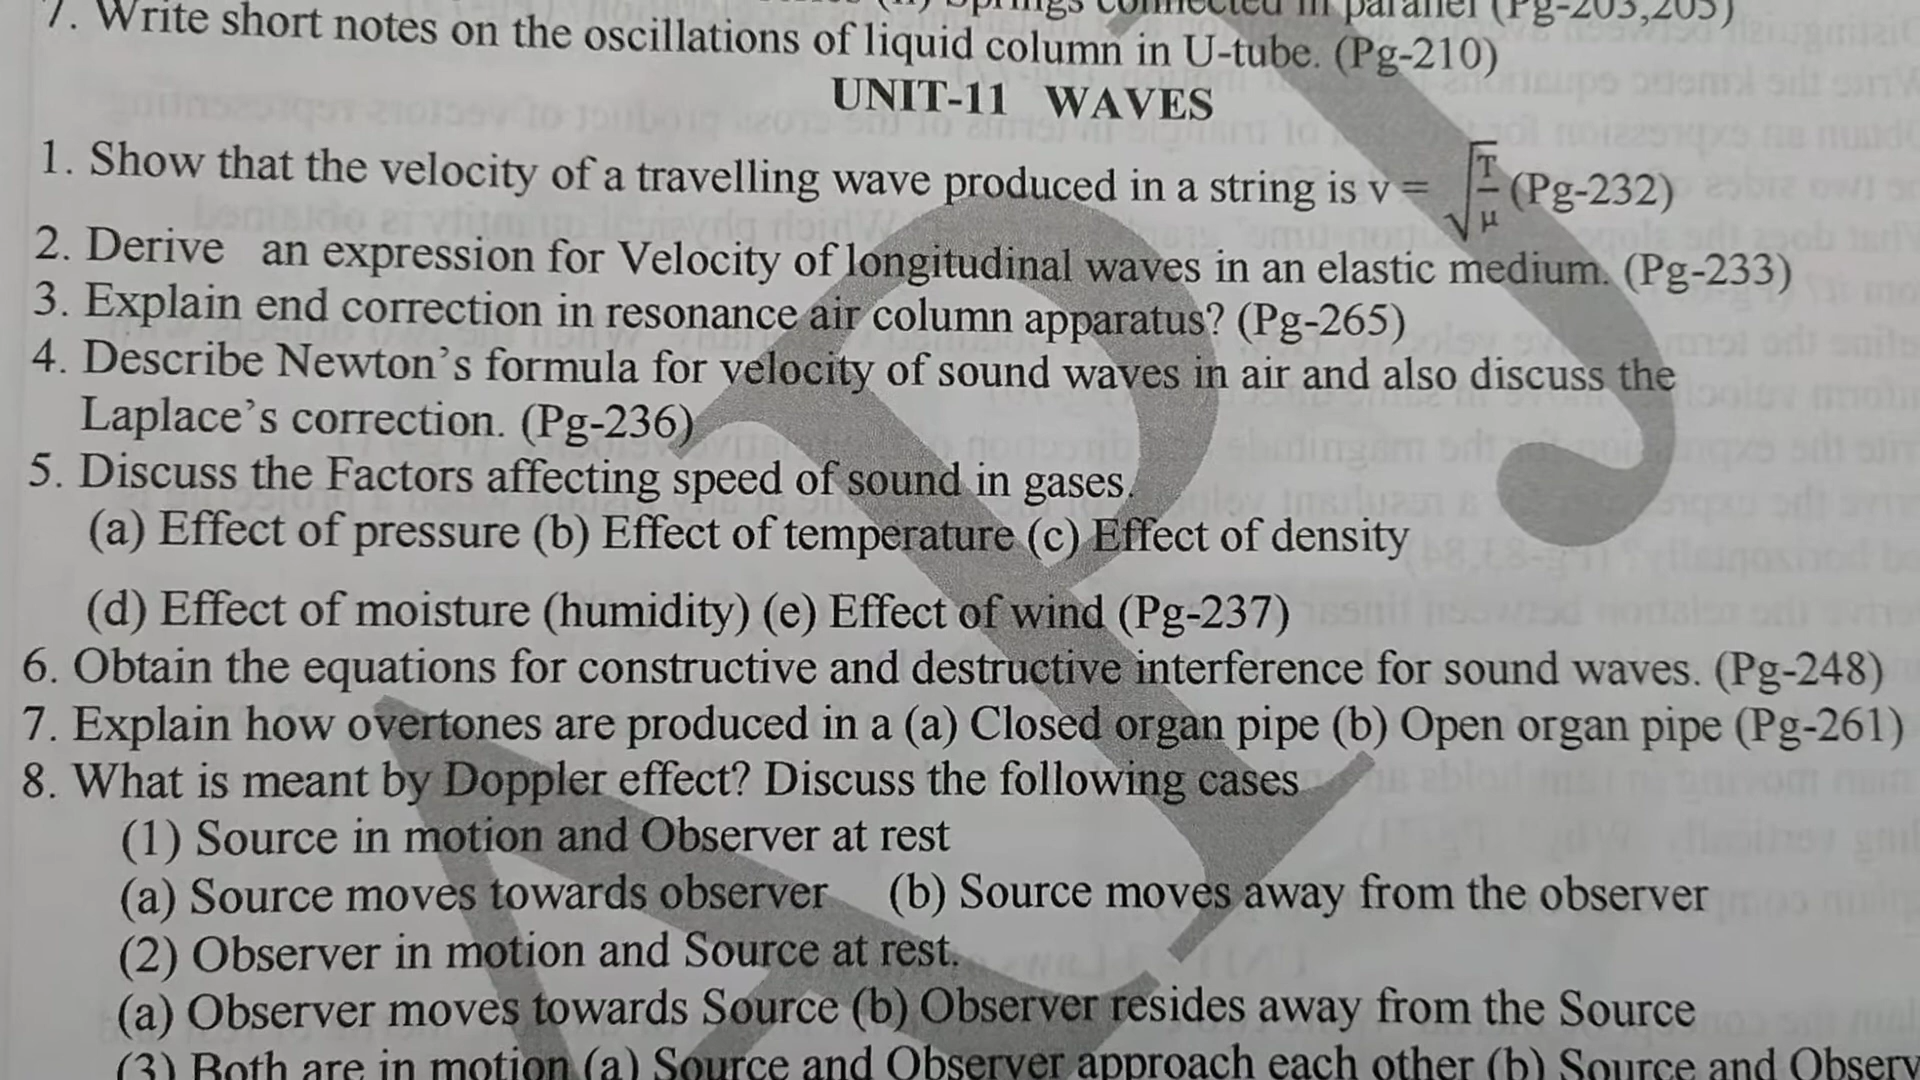 7. Write short notes on the oscillations of liquid column in U-tube. (Pg-210)
UNIT-11 WAVES
1. Show that the velocity of a travelling wave produced in a string is v = √T/μ (Pg-232)
2. Derive an expression for Velocity of longitudinal waves in an elastic medium. (Pg-233)
3. Explain end correction in resonance air column apparatus? (Pg-265)
4. Describe Newton's formula for velocity of sound waves in air and also discuss the
Laplace's correction. (Pg-236)
5. Discuss the Factors affecting speed of sound in gases.
(a) Effect of pressure (b) Effect of temperature (c) Effect of density
(d) Effect of moisture (humidity) (e) Effect of wind (Pg-237)
6. Obtain the equations for constructive and destructive interference for sound waves. (Pg-248)
7. Explain how overtones are produced in a (a) Closed organ pipe (b) Open organ pipe (Pg-261)
8. What is meant by Doppler effect? Discuss the following cases
(1) Source in motion and Observer at rest
(a) Source moves towards observer (b) Source moves away from the observer
(2) Observer in motion and Source at rest.
(a) Observer moves towards Source (b) Observer resides away from the Source
(3) Both are in motion (a) Source and Observer approach each other (b) Source and Observ